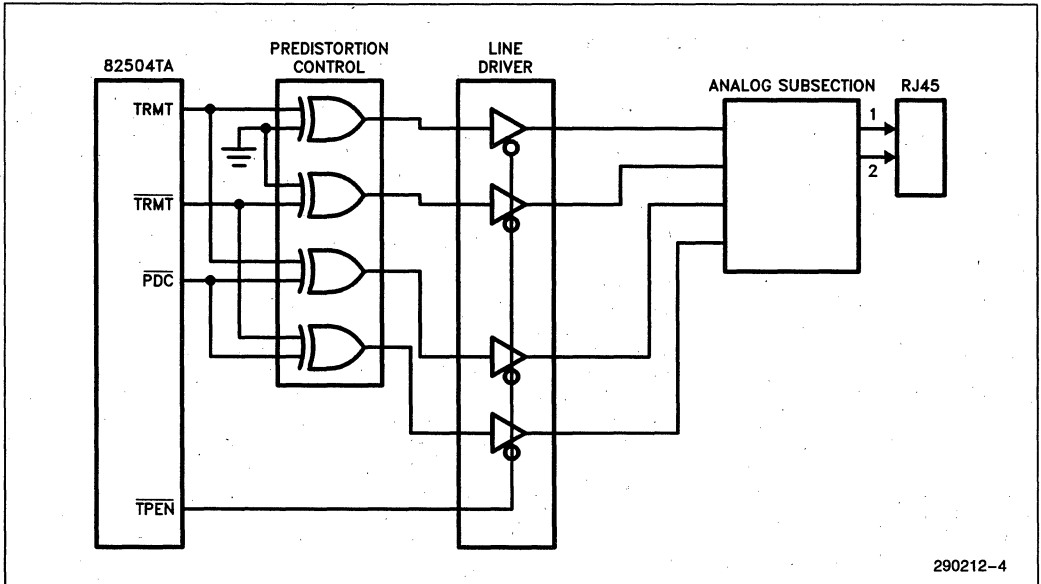 82504TA
PREDISTORTION
CONTROL
LINE
DRIVER
ANALOG SUBSECTION
RJ45
TRMT
TRMT
PDC
TPEN
1
2
290212-4